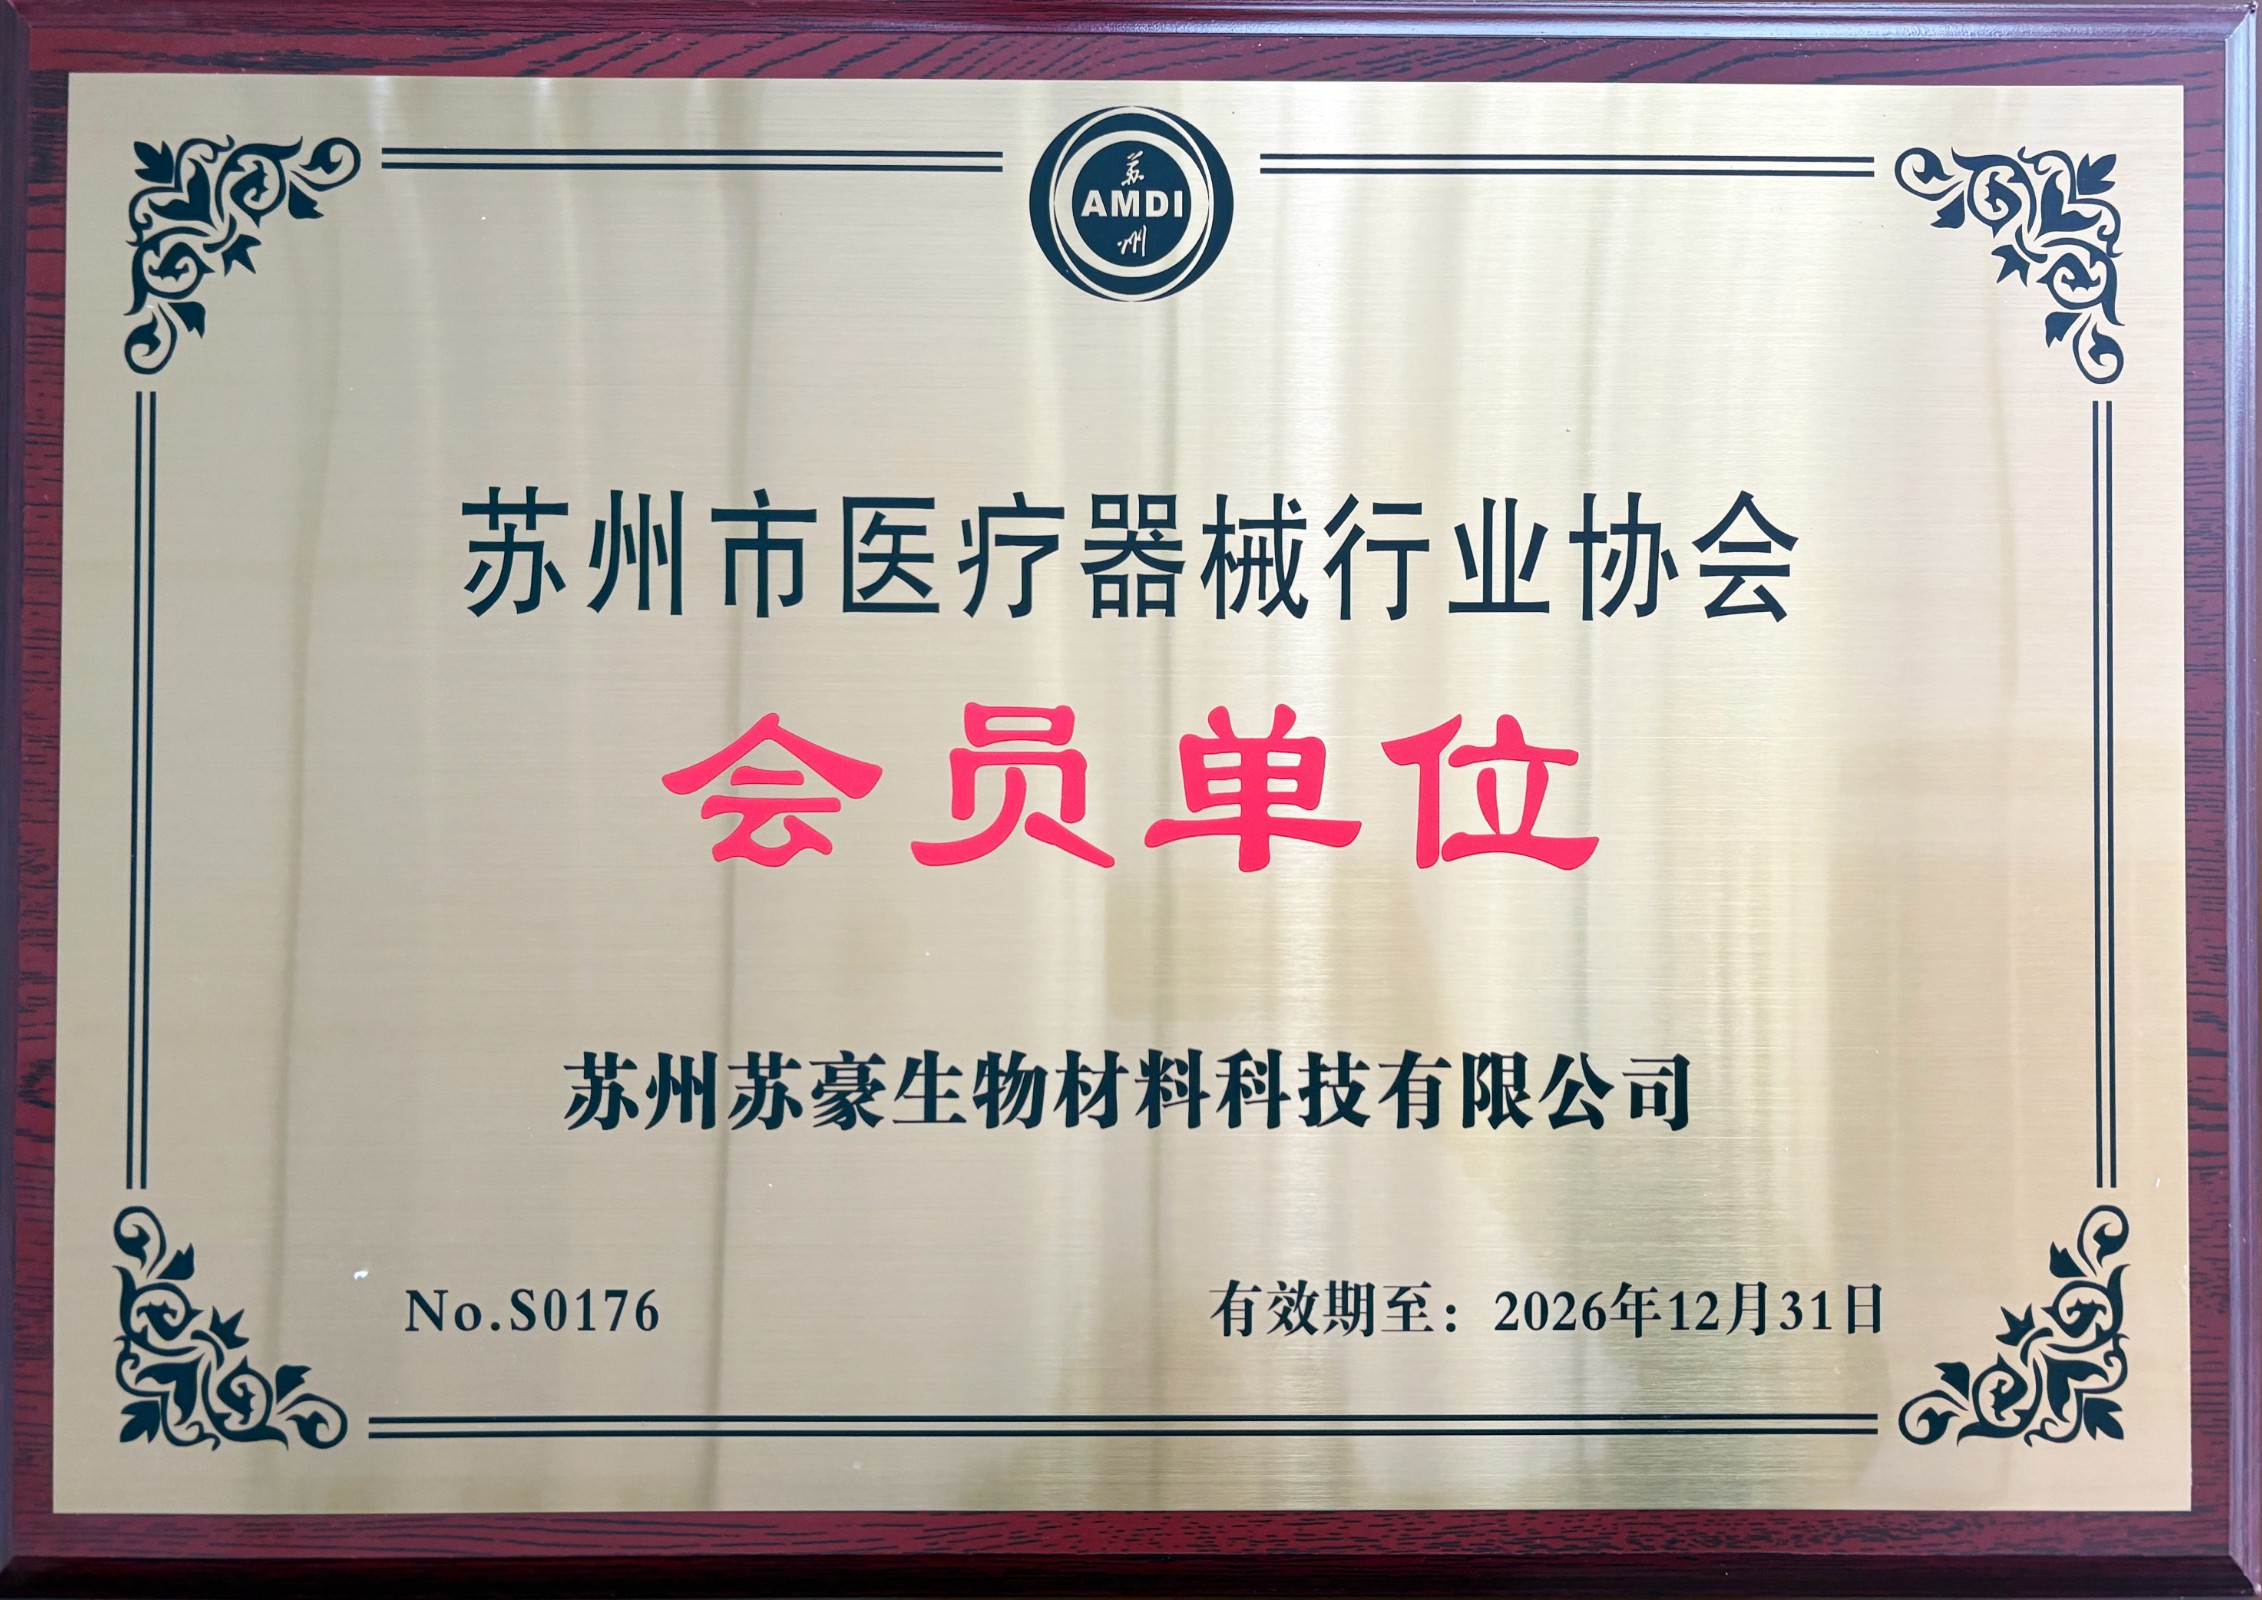 苏
AMDI
州
苏州市医疗器械行业协会
会员单位
苏州苏豪生物材料科技有限公司
No.S0176
有效期至：2026年12月31日